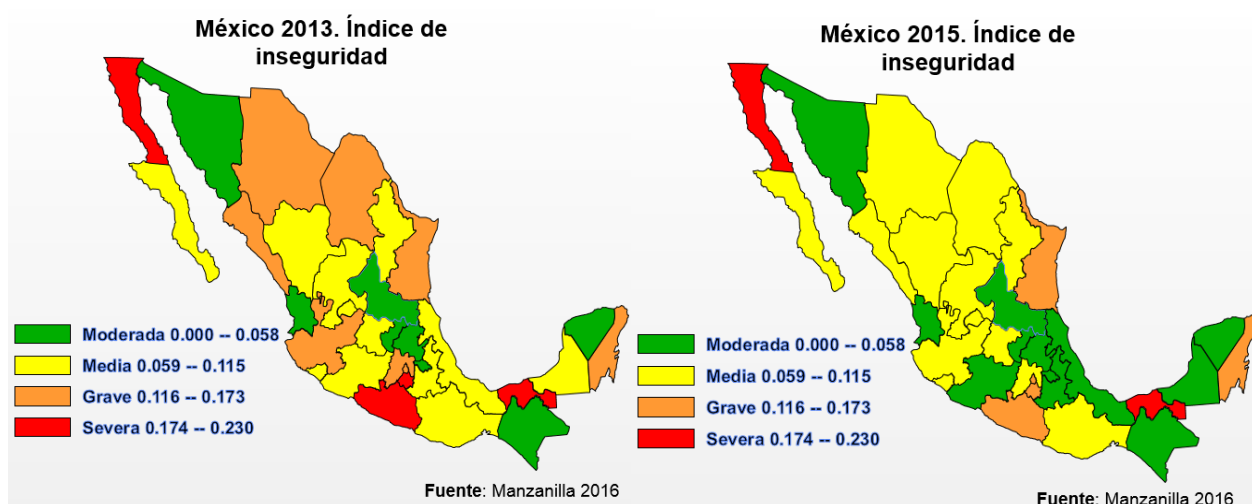 México 2013. Índice de
inseguridad
Moderada 0.000 -- 0.058
Media 0.059 -- 0.115
Grave 0.116 -- 0.173
Severa 0.174 -- 0.230
Fuente: Manzanilla 2016
México 2015. Índice de
inseguridad
Moderada 0.000 -- 0.058
Media 0.059 -- 0.115
Grave 0.116 -- 0.173
Severa 0.174 -- 0.230
Fuente: Manzanilla 2016